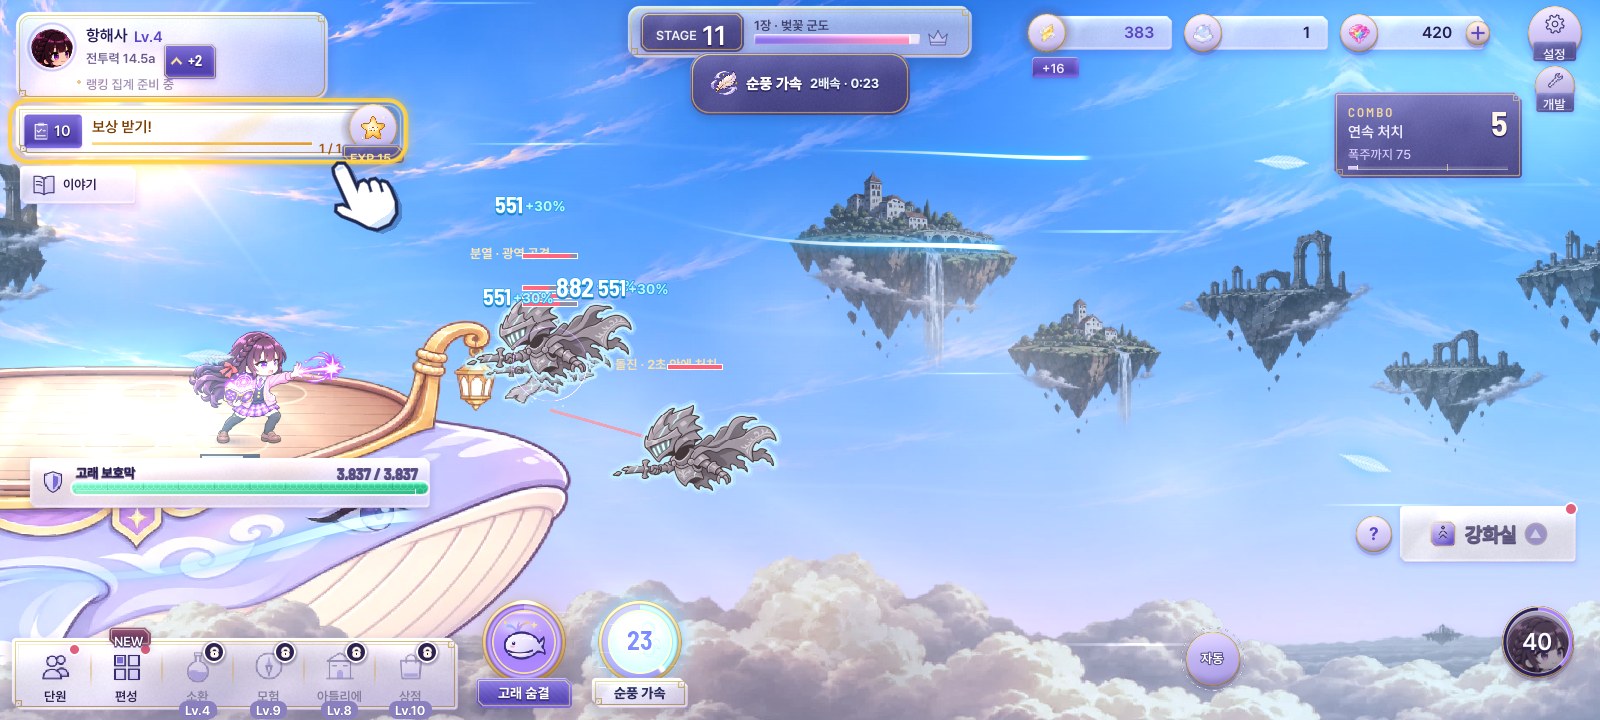 항해사 Lv.4
전투력 14.5a
+2
랭킹 집계 준비 중
10
보상 받기!
1/1
EXP 15
이야기
STAGE 11
1장 · 벚꽃 군도
순풍 가속 2배속 · 0:23
383
+16
1
420
설정
개발
COMBO
연속 처치
5
폭주까지 75
551 +30%
분열 · 광역 공격
551 +30%
882
551 +30%
돌진 · 2초 안에 처치
고래 보호막
3,837 / 3,837
?
강화실
NEW
단원
편성
소환
Lv.4
모험
Lv.9
아틀리에
Lv.8
상점
Lv.10
고래 숨결
23
순풍 가속
자동
40